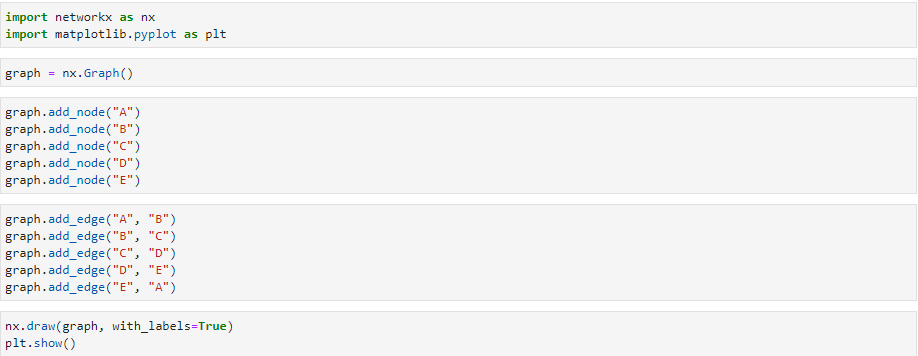 import networkx as nx
import matplotlib.pyplot as plt
graph = nx.Graph()
graph.add_node("A")
graph.add_node("B")
graph.add_node("C")
graph.add_node("D")
graph.add_node("E")
graph.add_edge("A", "B")
graph.add_edge("B", "C")
graph.add_edge("C", "D")
graph.add_edge("D", "E")
graph.add_edge("E", "A")
nx.draw(graph, with_labels=True)
plt.show()